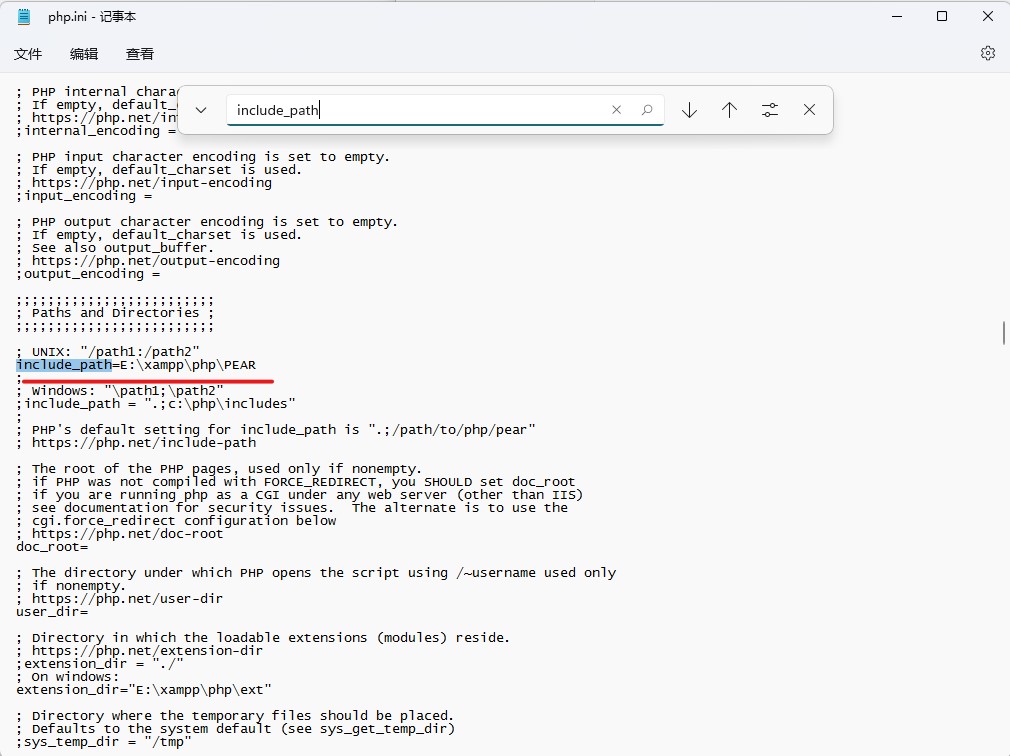 php.ini - 记事本
文件 编辑 查看
include_path
; PHP internal chara
; If empty, default_
; https://php.net/in
;internal_encoding =
; PHP input character encoding is set to empty.
; If empty, default_charset is used.
; https://php.net/input-encoding
;input_encoding =
; PHP output character encoding is set to empty.
; If empty, default_charset is used.
; See also output_buffer.
; https://php.net/output-encoding
;output_encoding =
;;;;;;;;;;;;;;;;;;;;;;;;;
; Paths and Directories ;
;;;;;;;;;;;;;;;;;;;;;;;;;
; UNIX: "/path1:/path2"
include_path=E:\xampp\php\PEAR
;
; Windows: "\path1;\path2"
;include_path = ".;c:\php\includes"
;
; PHP's default setting for include_path is ".;/path/to/php/pear"
; https://php.net/include-path
; The root of the PHP pages, used only if nonempty.
; if PHP was not compiled with FORCE_REDIRECT, you SHOULD set doc_root
; if you are running php as a CGI under any web server (other than IIS)
; see documentation for security issues.  The alternate is to use the
; cgi.force_redirect configuration below
; https://php.net/doc-root
doc_root=
; The directory under which PHP opens the script using /~username used only
; if nonempty.
; https://php.net/user-dir
user_dir=
; Directory in which the loadable extensions (modules) reside.
; https://php.net/extension-dir
;extension_dir = "./"
; On windows:
extension_dir="E:\xampp\php\ext"
; Directory where the temporary files should be placed.
; Defaults to the system default (see sys_get_temp_dir)
;sys_temp_dir = "/tmp"